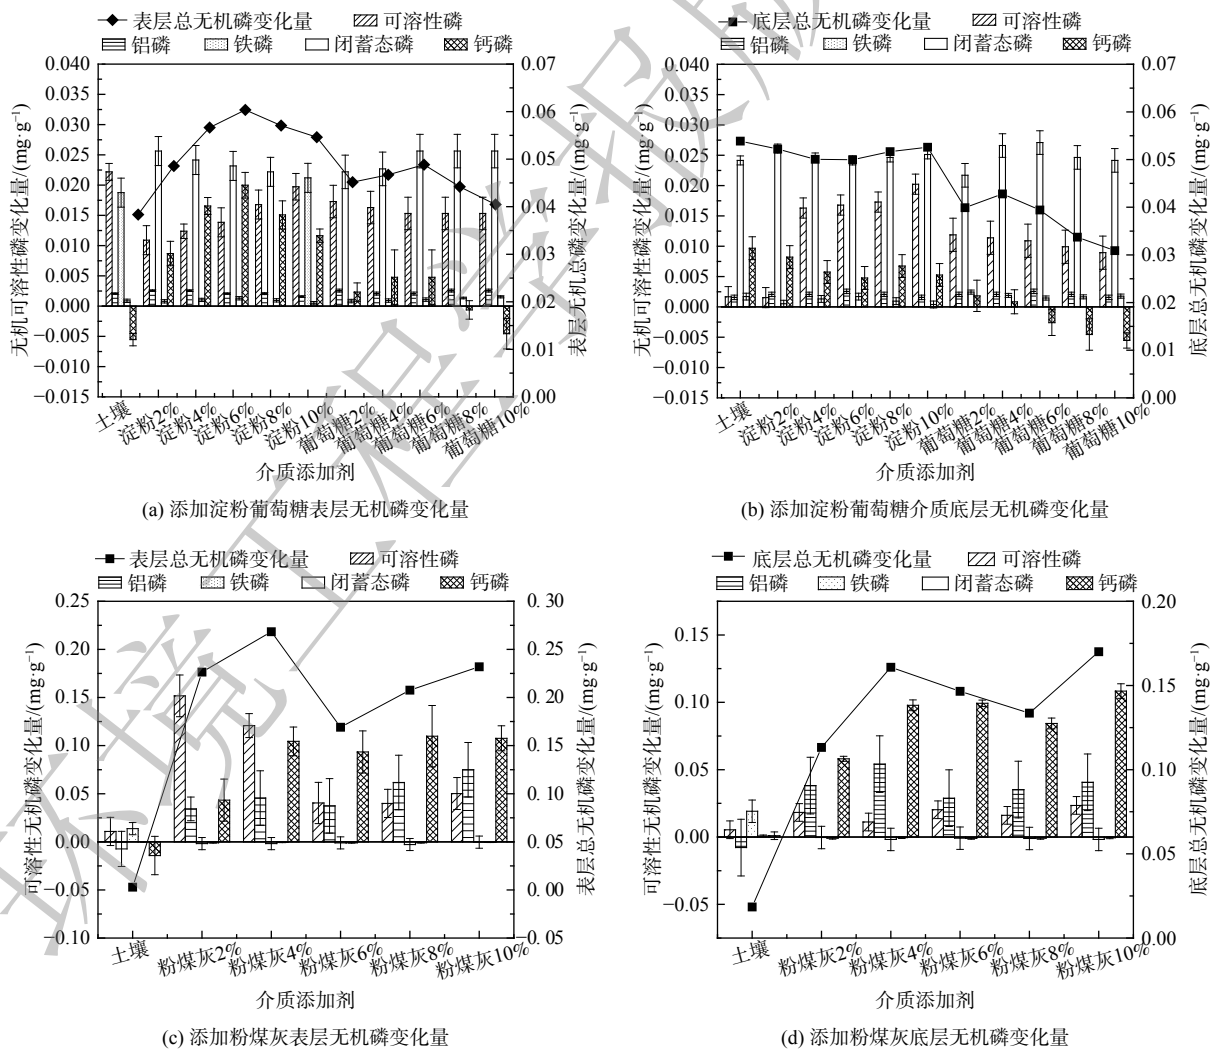 表层总无机磷变化量 可溶性磷
铝磷 铁磷 闭蓄态磷 钙磷
0.040
0.035
0.030
0.025
0.020
0.015
0.010
0.005
0.000
−0.005
−0.010
−0.015
无机可溶性磷变化量/(mg·g⁻¹)
0.07
0.06
0.05
0.04
0.03
0.02
0.01
0.00
表层无机总磷变化量/(mg·g⁻¹)
土壤 淀粉2% 淀粉4% 淀粉6% 淀粉8% 淀粉10% 葡萄糖2% 葡萄糖4% 葡萄糖6% 葡萄糖8% 葡萄糖10%
介质添加剂
(a) 添加淀粉葡萄糖表层无机磷变化量
底层总无机磷变化量 可溶性磷
铝磷 铁磷 闭蓄态磷 钙磷
0.040
0.035
0.030
0.025
0.020
0.015
0.010
0.005
0.000
−0.005
−0.010
−0.015
无机可溶性磷变化量/(mg·g⁻¹)
0.07
0.06
0.05
0.04
0.03
0.02
0.01
0.00
底层总无机磷变化量/(mg·g⁻¹)
土壤 淀粉2% 淀粉4% 淀粉6% 淀粉8% 淀粉10% 葡萄糖2% 葡萄糖4% 葡萄糖6% 葡萄糖8% 葡萄糖10%
介质添加剂
(b) 添加淀粉葡萄糖介质底层无机磷变化量
表层总无机磷变化量 可溶性磷
铝磷 铁磷 闭蓄态磷 钙磷
0.25
0.20
0.15
0.10
0.05
0.00
−0.05
−0.10
可溶性无机磷变化量/(mg·g⁻¹)
0.30
0.25
0.20
0.15
0.10
0.05
0.00
−0.05
表层总无机磷变化量/(mg·g⁻¹)
土壤 粉煤灰2% 粉煤灰4% 粉煤灰6% 粉煤灰8% 粉煤灰10%
介质添加剂
(c) 添加粉煤灰表层无机磷变化量
底层总无机磷变化量 可溶性磷
铝磷 铁磷 闭蓄态磷 钙磷
0.15
0.10
0.05
0.00
−0.05
可溶性无机磷变化量/(mg·g⁻¹)
0.20
0.15
0.10
0.05
0.00
底层总无机磷变化量/(mg·g⁻¹)
土壤 粉煤灰2% 粉煤灰4% 粉煤灰6% 粉煤灰8% 粉煤灰10%
介质添加剂
(d) 添加粉煤灰底层无机磷变化量
环境工程学报版